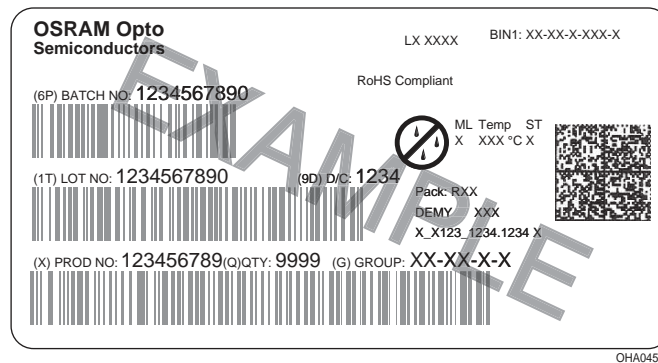 OSRAM Opto
Semiconductors
LX XXXX
BIN1: XX-XX-X-XXX-X
RoHS Compliant
(6P) BATCH NO: 1234567890
ML Temp ST
X XXX °C X
(1T) LOT NO: 1234567890 (9D) D/C: 1234
Pack: RXX
DEMY XXX
X_X123_1234.1234 X
(X) PROD NO: 123456789(Q)QTY: 9999 (G) GROUP: XX-XX-X-X
EXAMPLE
OHA045